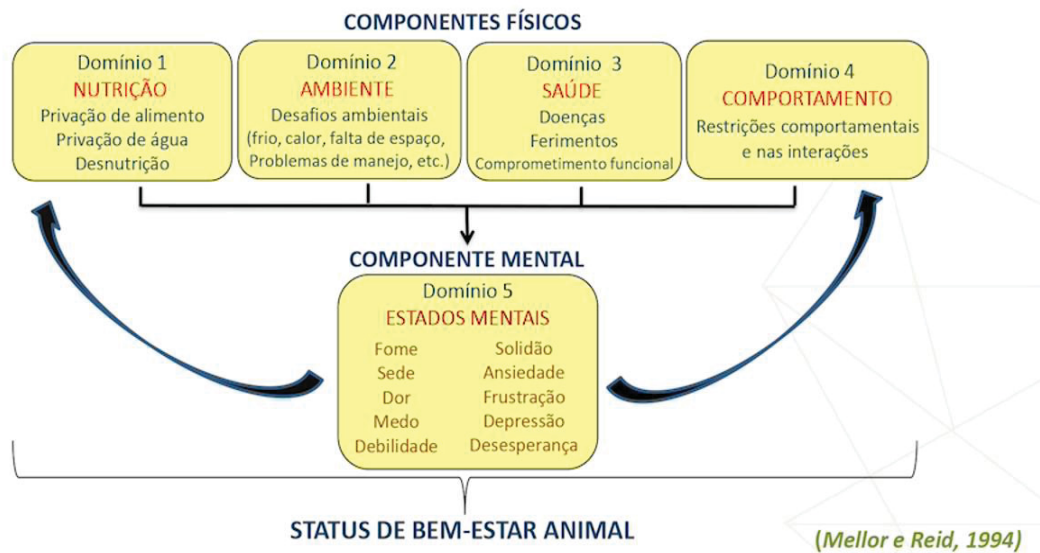 COMPONENTES FÍSICOS
Domínio 1
NUTRIÇÃO
Privação de alimento
Privação de água
Desnutrição
Domínio 2
AMBIENTE
Desafios ambientais
(frio, calor, falta de espaço,
Problemas de manejo, etc.)
Domínio 3
SAÚDE
Doenças
Ferimentos
Comprometimento funcional
Domínio 4
COMPORTAMENTO
Restrições comportamentais
e nas interações
COMPONENTE MENTAL
Domínio 5
ESTADOS MENTAIS
Fome
Sede
Dor
Medo
Debilidade
Solidão
Ansiedade
Frustração
Depressão
Desesperança
STATUS DE BEM-ESTAR ANIMAL
(Mellor e Reid, 1994)